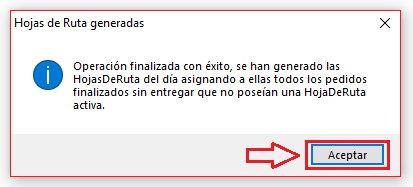 Hojas de Ruta generadas
Operación finalizada con éxito, se han generado las
HojasDeRuta del día asignando a ellas todos los pedidos
finalizados sin entregar que no poseían una HojaDeRuta
activa.
Aceptar